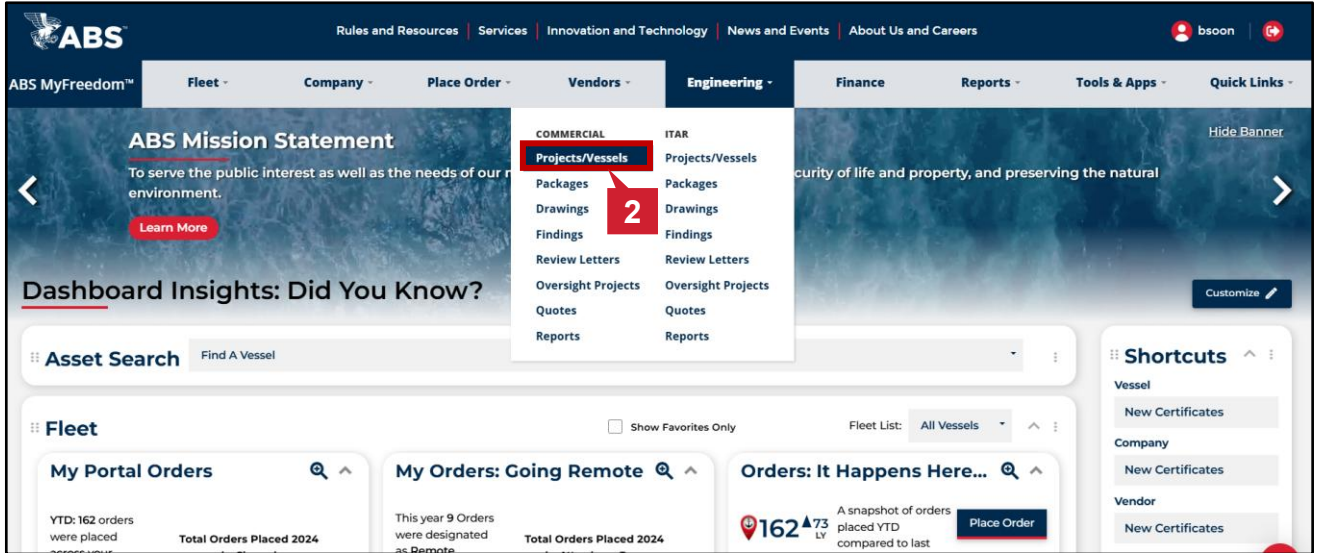 ABS
Rules and Resources | Services | Innovation and Technology | News and Events | About Us and Careers
bsoon
ABS MyFreedom™
Fleet
Company
Place Order
Vendors
Engineering
Finance
Reports
Tools & Apps
Quick Links
COMMERCIAL
Projects/Vessels
Packages
Drawings
Findings
Review Letters
Oversight Projects
Quotes
Reports
ITAR
Projects/Vessels
Packages
Drawings
Findings
Review Letters
Oversight Projects
Quotes
Reports
2
Hide Banner
ABS Mission Statement
To serve the public interest as well as the needs of our curity of life and property, and preserving the natural
environment.
Learn More
Dashboard Insights: Did You Know?
Customize
Asset Search
Find A Vessel
Fleet
Show Favorites Only
Fleet List: All Vessels
My Portal Orders
YTD: 162 orders
were placed
across your
Total Orders Placed 2024
My Orders: Going Remote
This year 9 Orders
were designated
as Remote
Total Orders Placed 2024
Orders: It Happens Here...
162 73
LY
A snapshot of orders
placed YTD
compared to last
Place Order
Shortcuts
Vessel
New Certificates
Company
New Certificates
Vendor
New Certificates